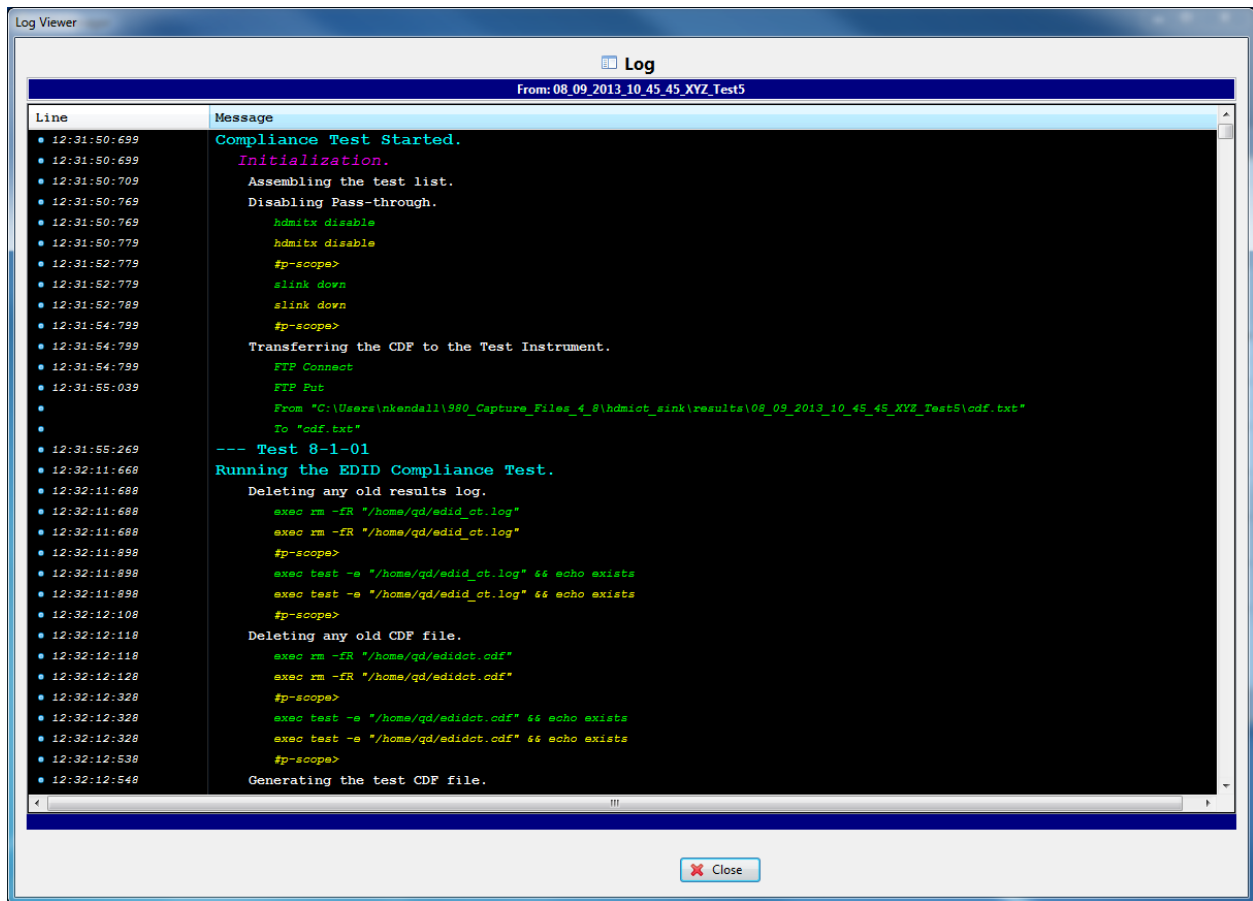 Log Viewer
Log
From: 08_09_2013_10_45_45_XYZ_Test5
Line Message
12:31:50:699 Compliance Test Started.
12:31:50:699 Initialization.
12:31:50:709 Assembling the test list.
12:31:50:769 Disabling Pass-through.
12:31:50:769 hdmitx disable
12:31:50:779 hdmitx disable
12:31:52:779 #p-scope>
12:31:52:779 slink down
12:31:52:789 slink down
12:31:54:799 #p-scope>
12:31:54:799 Transferring the CDF to the Test Instrument.
12:31:54:799 FTP Connect
12:31:55:039 FTP Put
From "C:\Users\nkendall\980_Capture_Files_4_8\hdmict_sink\results\08_09_2013_10_45_45_XYZ_Test5\cdf.txt"
To "cdf.txt"
12:31:55:269 --- Test 8-1-01
12:32:11:668 Running the EDID Compliance Test.
12:32:11:688 Deleting any old results log.
12:32:11:688 exec rm -fR "/home/qd/edid_ct.log"
12:32:11:688 exec rm -fR "/home/qd/edid_ct.log"
12:32:11:898 #p-scope>
12:32:11:898 exec test -e "/home/qd/edid_ct.log" && echo exists
12:32:11:898 exec test -e "/home/qd/edid_ct.log" && echo exists
12:32:12:108 #p-scope>
12:32:12:118 Deleting any old CDF file.
12:32:12:118 exec rm -fR "/home/qd/edidct.cdf"
12:32:12:128 exec rm -fR "/home/qd/edidct.cdf"
12:32:12:328 #p-scope>
12:32:12:328 exec test -e "/home/qd/edidct.cdf" && echo exists
12:32:12:328 exec test -e "/home/qd/edidct.cdf" && echo exists
12:32:12:538 #p-scope>
12:32:12:548 Generating the test CDF file.
Close